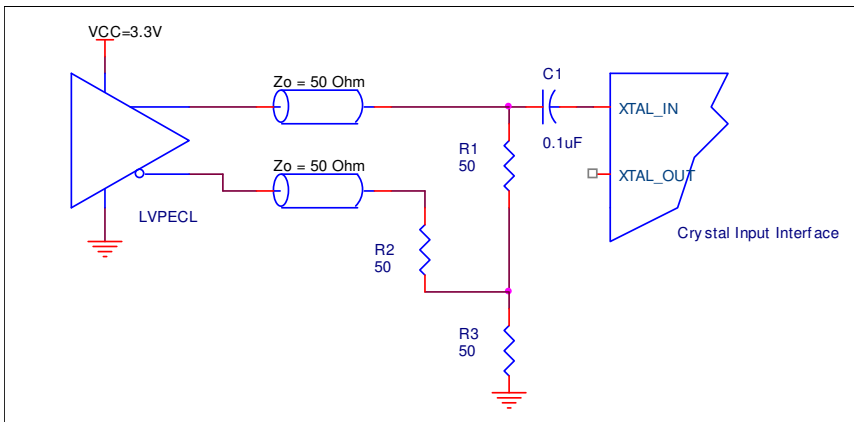 VCC=3.3V
Zo = 50 Ohm
C1
XTAL_IN
R1
50
0.1uF
Zo = 50 Ohm
XTAL_OUT
LVPECL
Crystal Input Interface
R2
50
R3
50